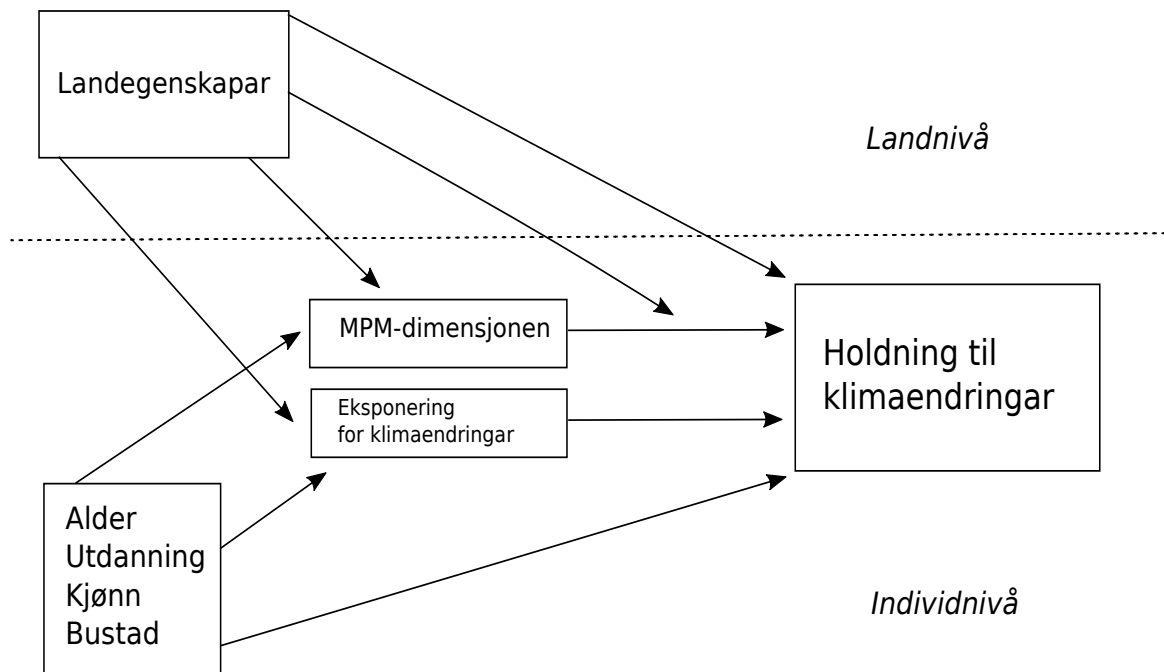 Landegenskapar
Landnivå
MPM-dimensjonen
Eksponering
for klimaendringar
Holdning til
klimaendringar
Alder
Utdanning
Kjønn
Bustad
Individnivå